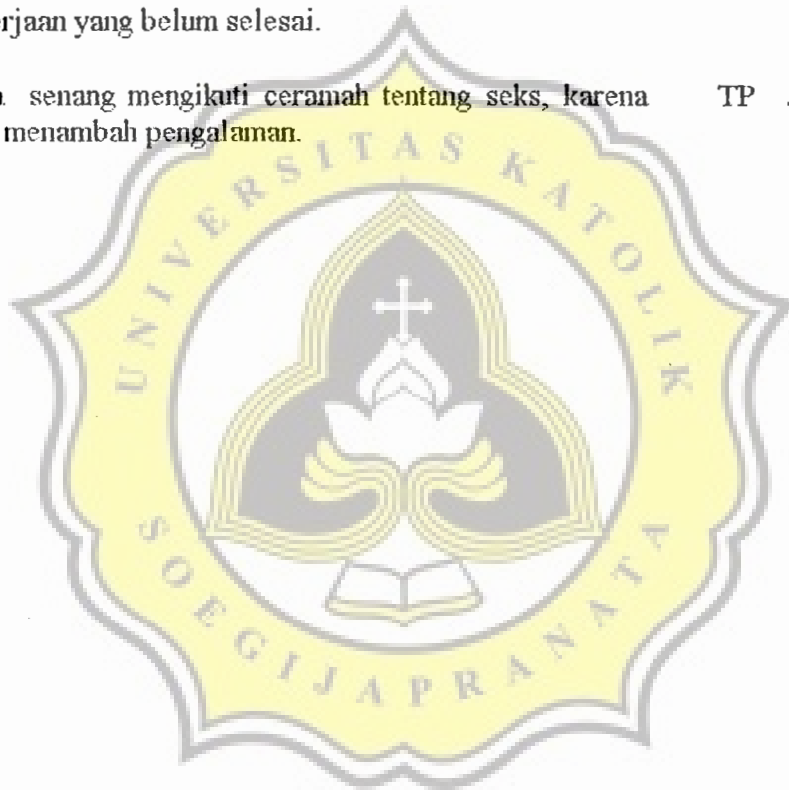 rjaan yang belum selesai.
senang mengikuti ceramah tentang seks, karena TP
menambah pengalaman.
UNIVERSITAS KATOLIK
SOEGIJAPRANATA